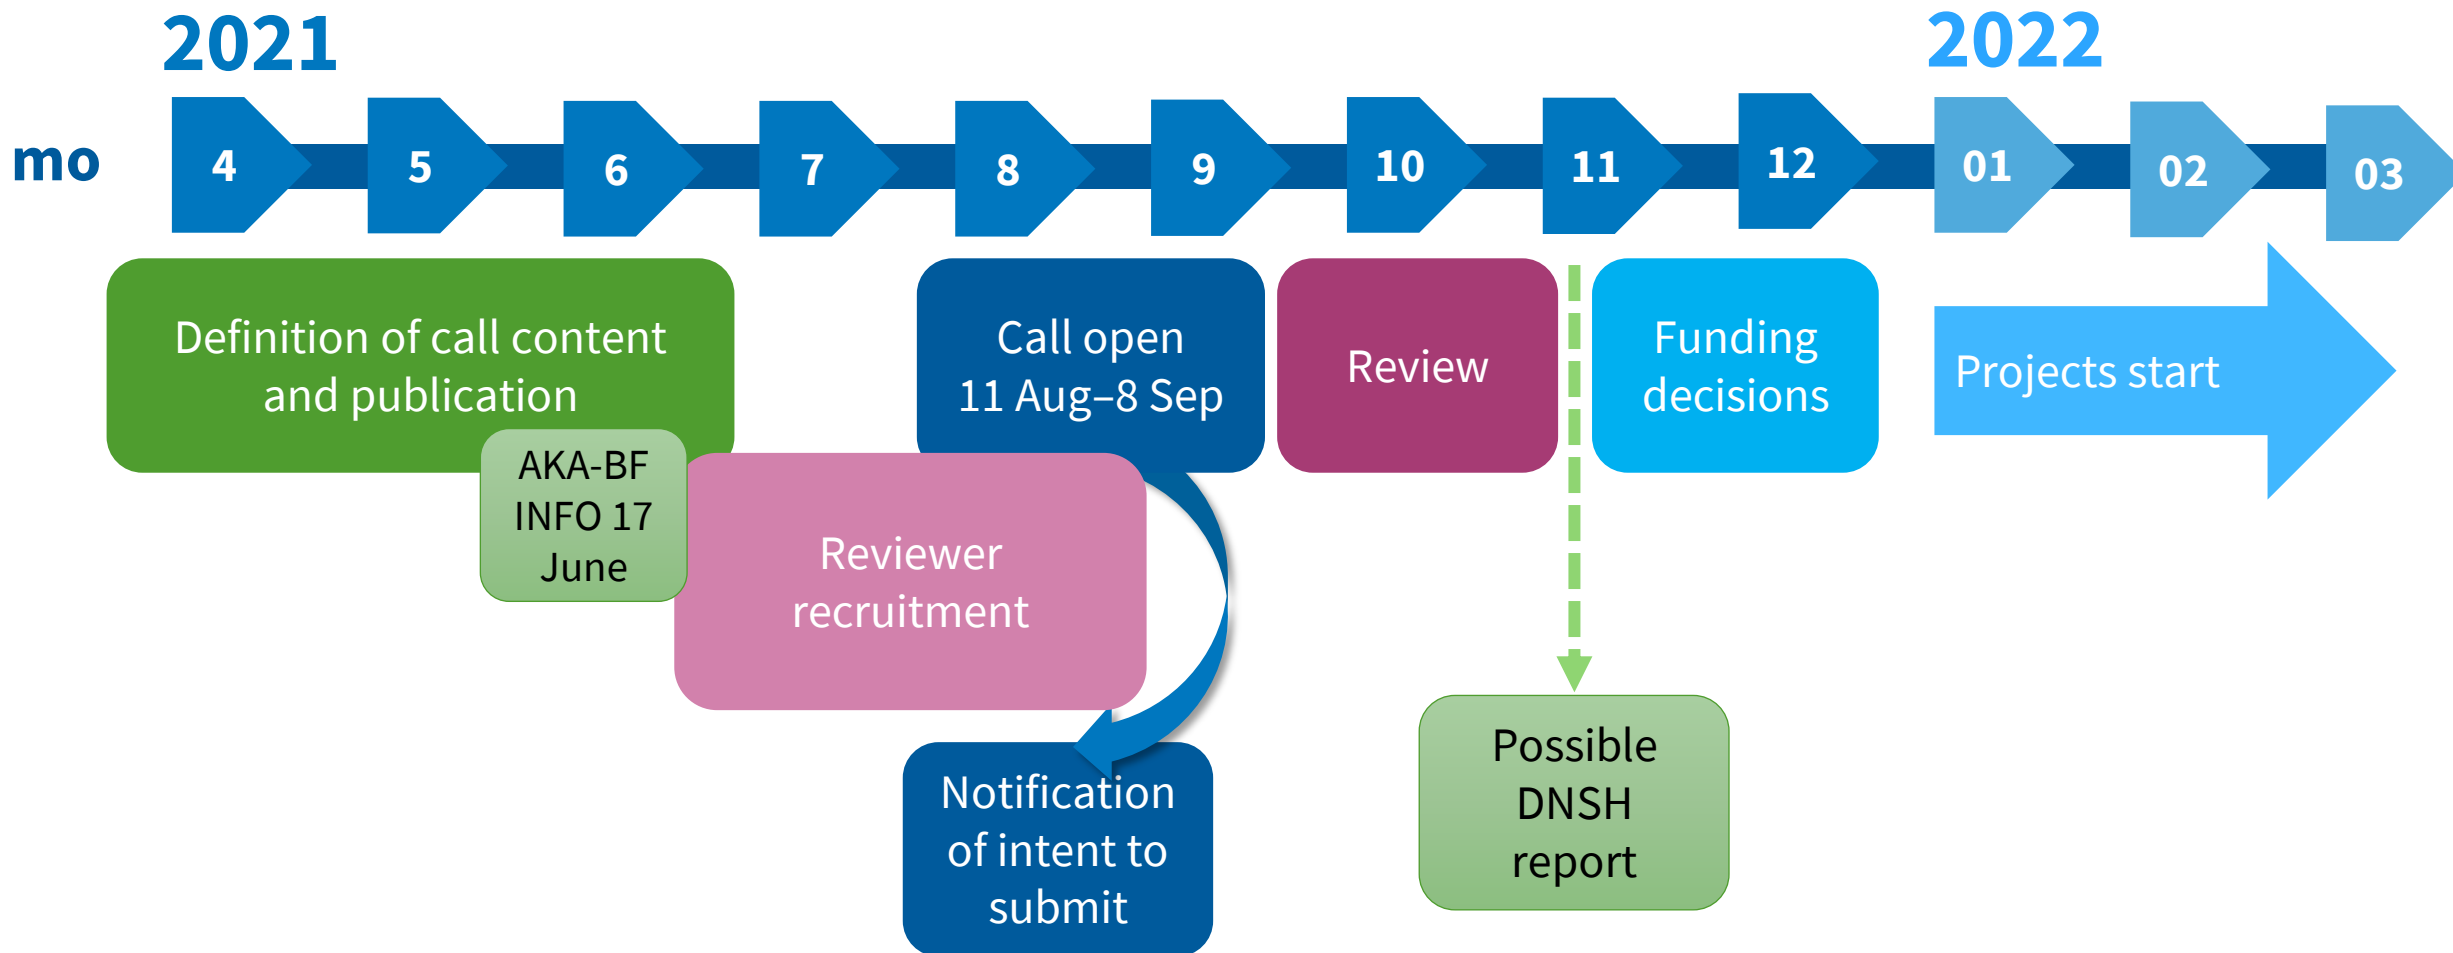 2021
2022
mo
4
5
6
7
8
9
10
11
12
01
02
03
Definition of call content
and publication
AKA-BF
INFO 17
June
Reviewer
recruitment
Call open
11 Aug–8 Sep
Notification
of intent to
submit
Review
Possible
DNSH
report
Funding
decisions
Projects start